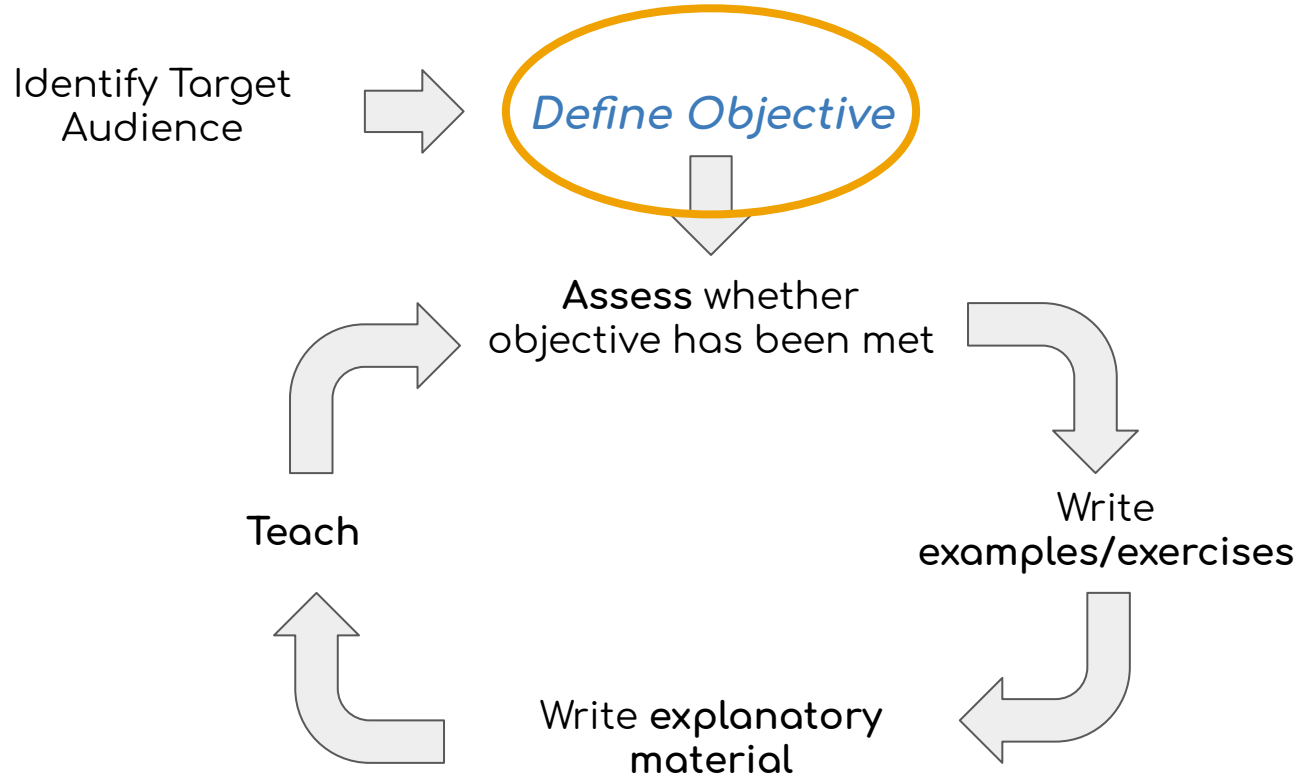 Identify Target
Audience
Define Objective
Assess whether
objective has been met
Write
examples/exercises
Write explanatory
material
Teach